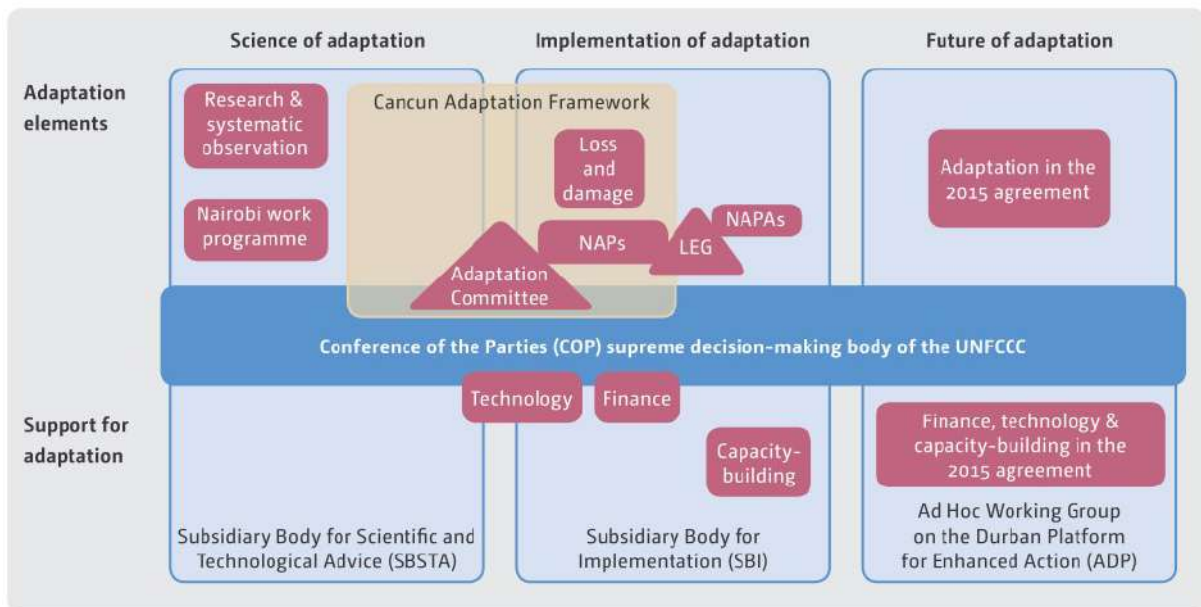 Science of adaptation
Implementation of adaptation
Future of adaptation
Adaptation
elements
Research &
systematic
observation
Nairobi work
programme
Cancun Adaptation Framework
Loss
and
damage
NAPs
LEG
NAPAs
Adaptation
Committee
Adaptation in the
2015 agreement
Conference of the Parties (COP) supreme decision-making body of the UNFCCC
Support for
adaptation
Technology
Finance
Capacity-
building
Finance, technology &
capacity-building in the
2015 agreement
Subsidiary Body for Scientific and
Technological Advice (SBSTA)
Subsidiary Body for
Implementation (SBI)
Ad Hoc Working Group
on the Durban Platform
for Enhanced Action (ADP)